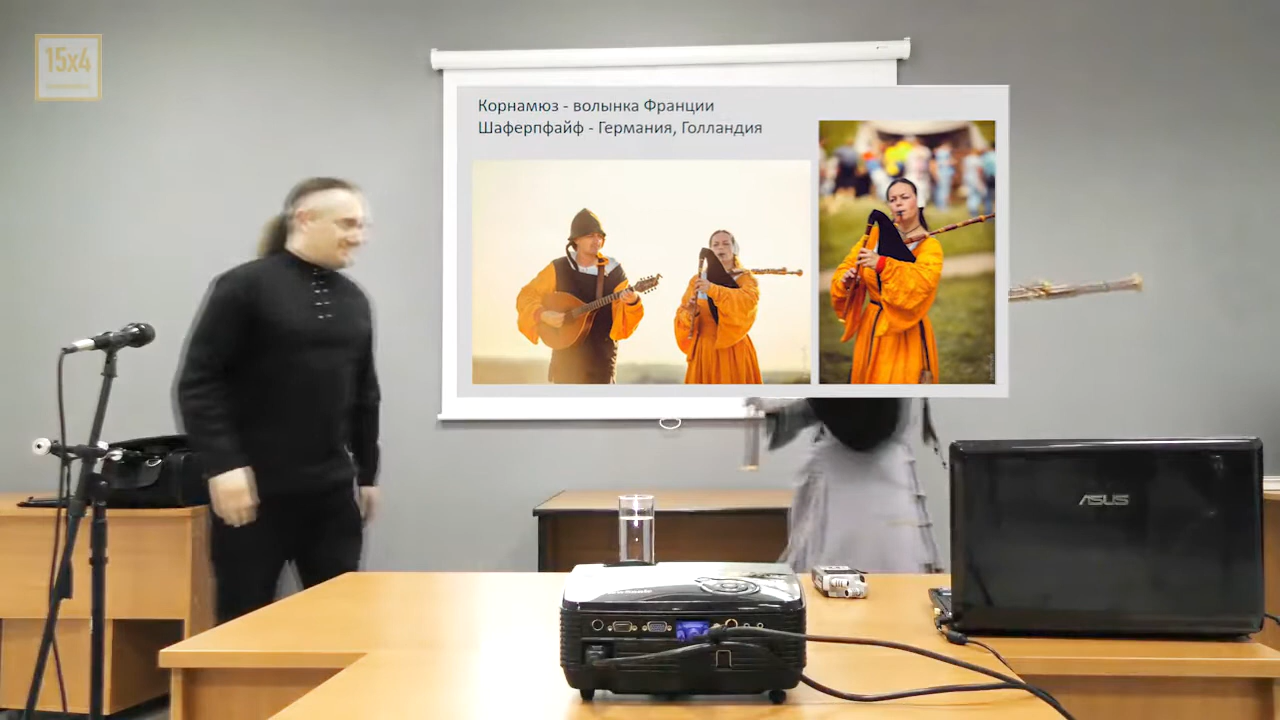 15x4
Корнамюз - волынка Франции
Шаферпфайф - Германия, Голландия
ASUS